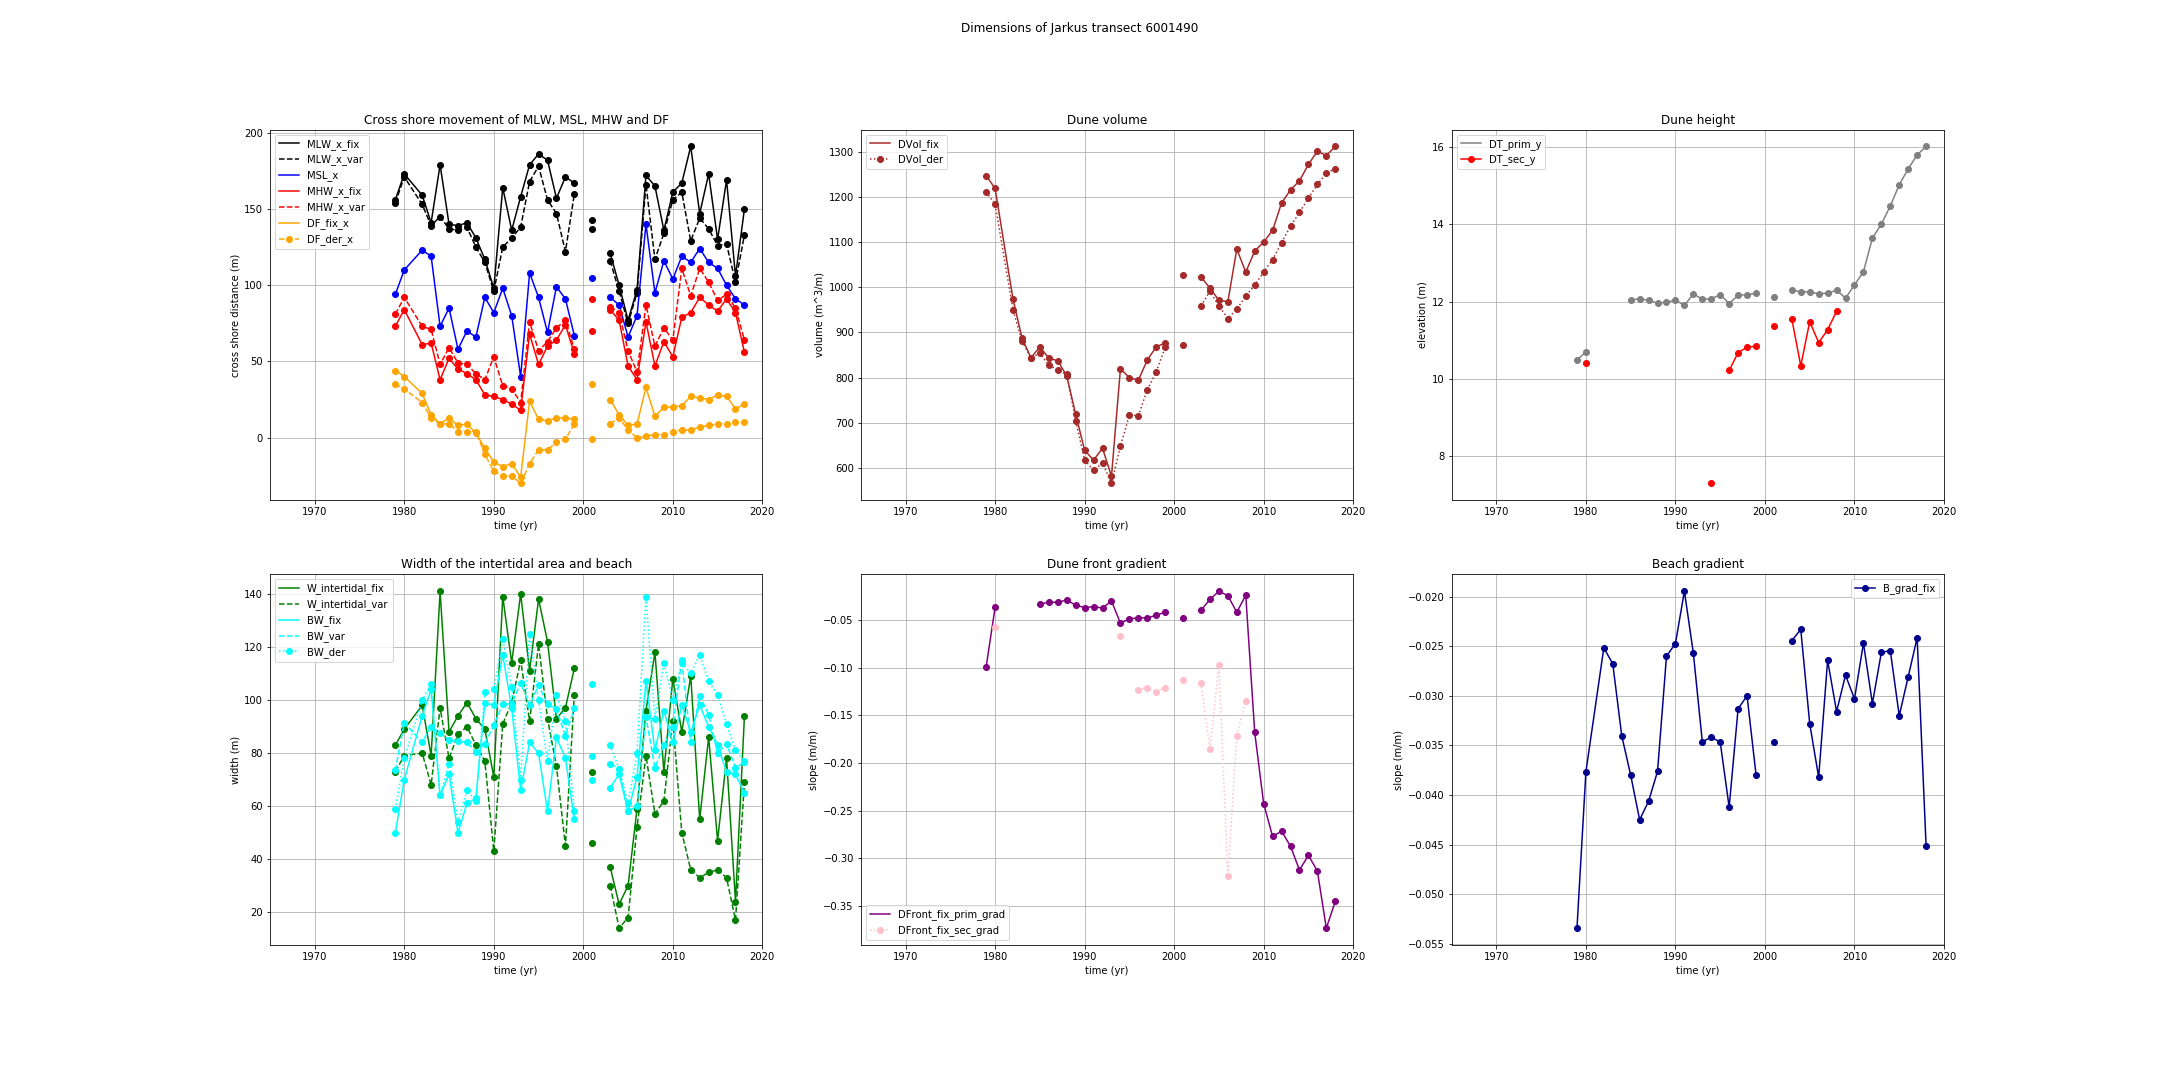 Dimensions of Jarkus transect 6001490
Cross shore movement of MLW, MSL, MHW and DF
200
150
100
50
0
cross shore distance (m)
MLW_x_fix
MLW_x_var
MSL_x
MHW_x_fix
MHW_x_var
DF_fix_x
DF_der_x
1970 1980 1990 2000 2010 2020
time (yr)
Dune volume
1300
1200
1100
1000
900
800
700
600
volume (m^3/m)
DVol_fix
DVol_der
1970 1980 1990 2000 2010 2020
time (yr)
Dune height
16
14
12
10
8
elevation (m)
DT_prim_y
DT_sec_y
1970 1980 1990 2000 2010 2020
time (yr)
Width of the intertidal area and beach
140
120
100
80
60
40
20
width (m)
W_intertidal_fix
W_intertidal_var
BW_fix
BW_var
BW_der
1970 1980 1990 2000 2010 2020
time (yr)
Dune front gradient
−0.05
−0.10
−0.15
−0.20
−0.25
−0.30
−0.35
slope (m/m)
DFront_fix_prim_grad
DFront_fix_sec_grad
1970 1980 1990 2000 2010 2020
time (yr)
Beach gradient
−0.020
−0.025
−0.030
−0.035
−0.040
−0.045
−0.050
−0.055
slope (m/m)
B_grad_fix
1970 1980 1990 2000 2010 2020
time (yr)